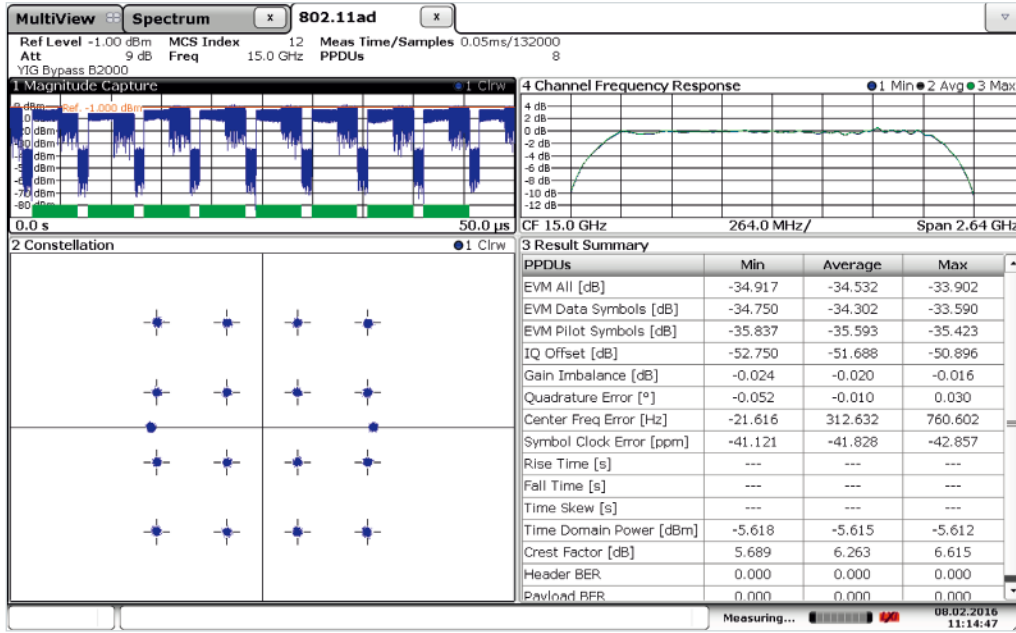 MultiView Spectrum x 802.11ad x
Ref Level -1.00 dBm MCS Index 12 Meas Time/Samples 0.05ms/132000
Att 9 dB Freq 15.0 GHz PPDUs 8
YIG Bypass B2000
1 Magnitude Capture 1 Clrw
Ref. -1.000 dBm
-80 dBm
0.0 s 50.0 µs
4 Channel Frequency Response 1 Min 2 Avg 3 Max
4 dB
2 dB
0 dB
-2 dB
-4 dB
-6 dB
-8 dB
-10 dB
-12 dB
CF 15.0 GHz 264.0 MHz/ Span 2.64 GHz
2 Constellation 1 Clrw
3 Result Summary
PPDUs Min Average Max
EVM All [dB] -34.917 -34.532 -33.902
EVM Data Symbols [dB] -34.750 -34.302 -33.590
EVM Pilot Symbols [dB] -35.837 -35.593 -35.423
IQ Offset [dB] -52.750 -51.688 -50.896
Gain Imbalance [dB] -0.024 -0.020 -0.016
Quadrature Error [°] -0.052 -0.010 0.030
Center Freq Error [Hz] -21.616 312.632 760.602
Symbol Clock Error [ppm] -41.121 -41.828 -42.857
Rise Time [s] --- --- ---
Fall Time [s] --- --- ---
Time Skew [s] --- --- ---
Time Domain Power [dBm] -5.618 -5.615 -5.612
Crest Factor [dB] 5.689 6.263 6.615
Header BER 0.000 0.000 0.000
Payload BER 0.000 0.000 0.000
Measuring...
08.02.2016
11:14:47